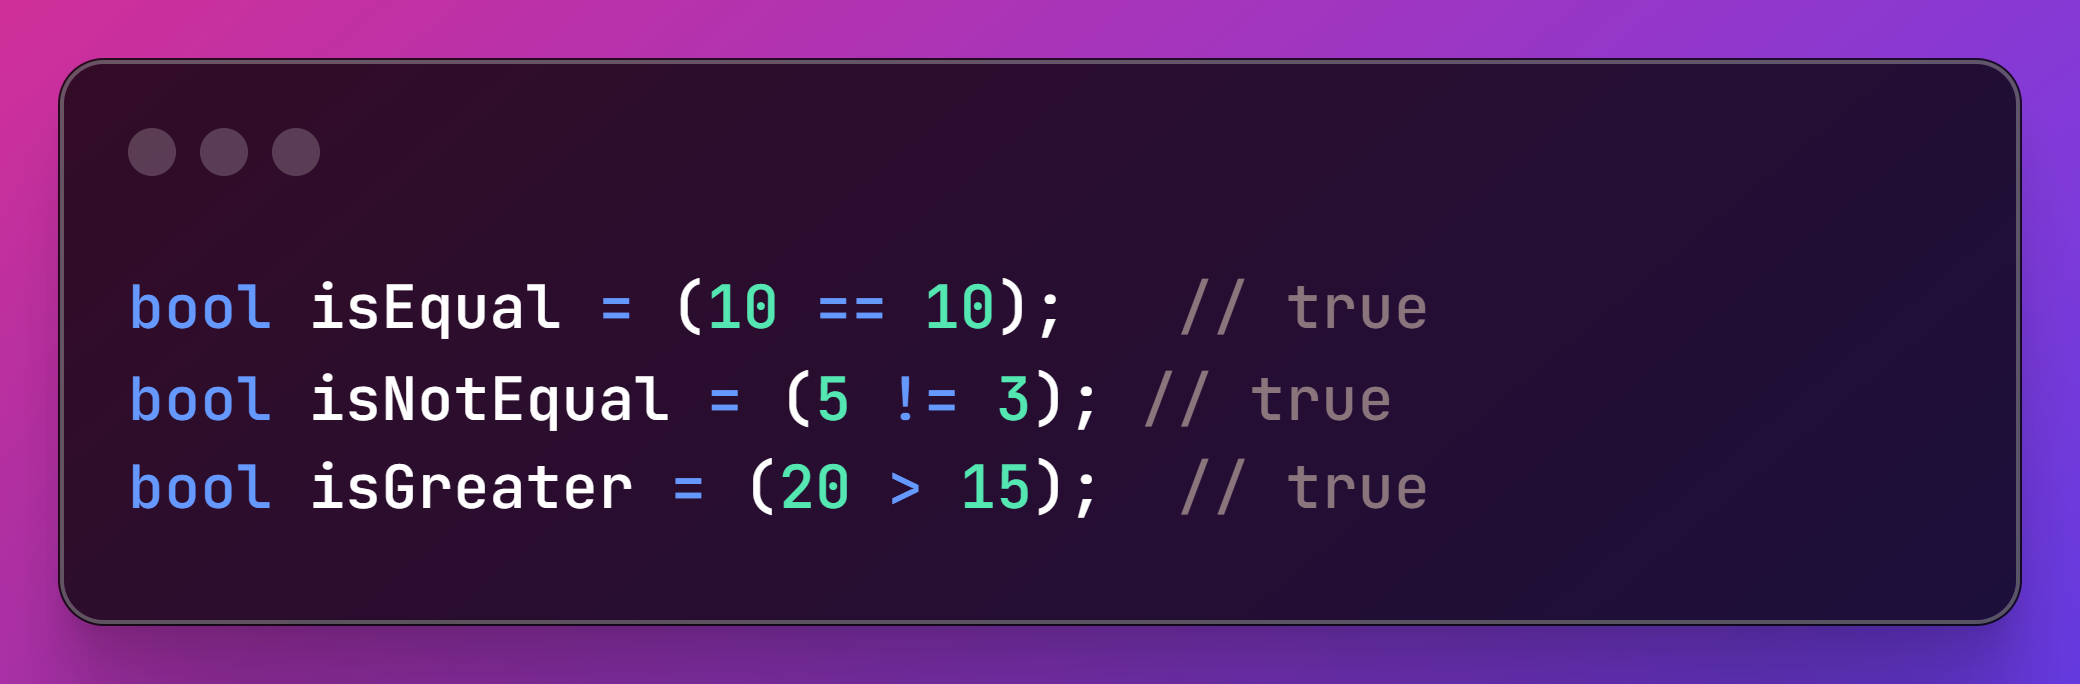 bool isEqual = (10 == 10);   // true
bool isNotEqual = (5 != 3); // true
bool isGreater = (20 > 15);  // true